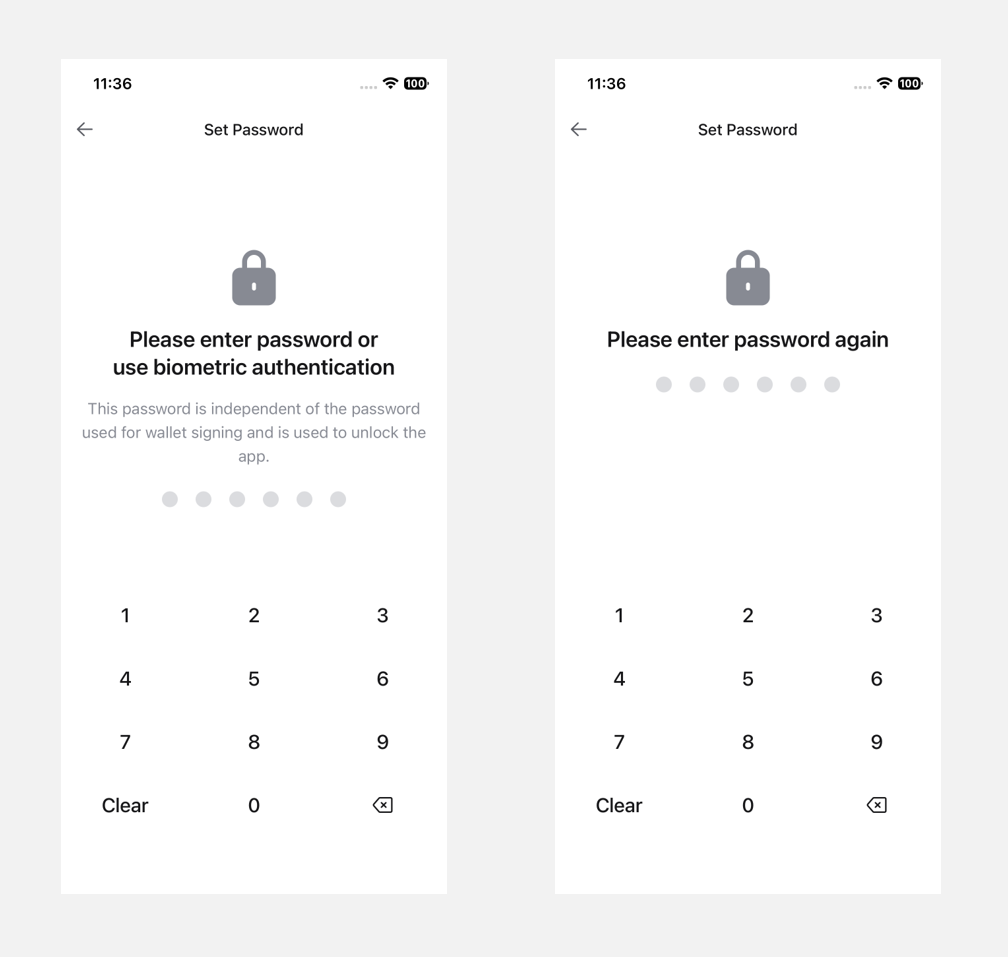 11:36
100
Set Password
Please enter password or
use biometric authentication
This password is independent of the password
used for wallet signing and is used to unlock the
app.
1 2 3
4 5 6
7 8 9
Clear 0
11:36
100
Set Password
Please enter password again
1 2 3
4 5 6
7 8 9
Clear 0